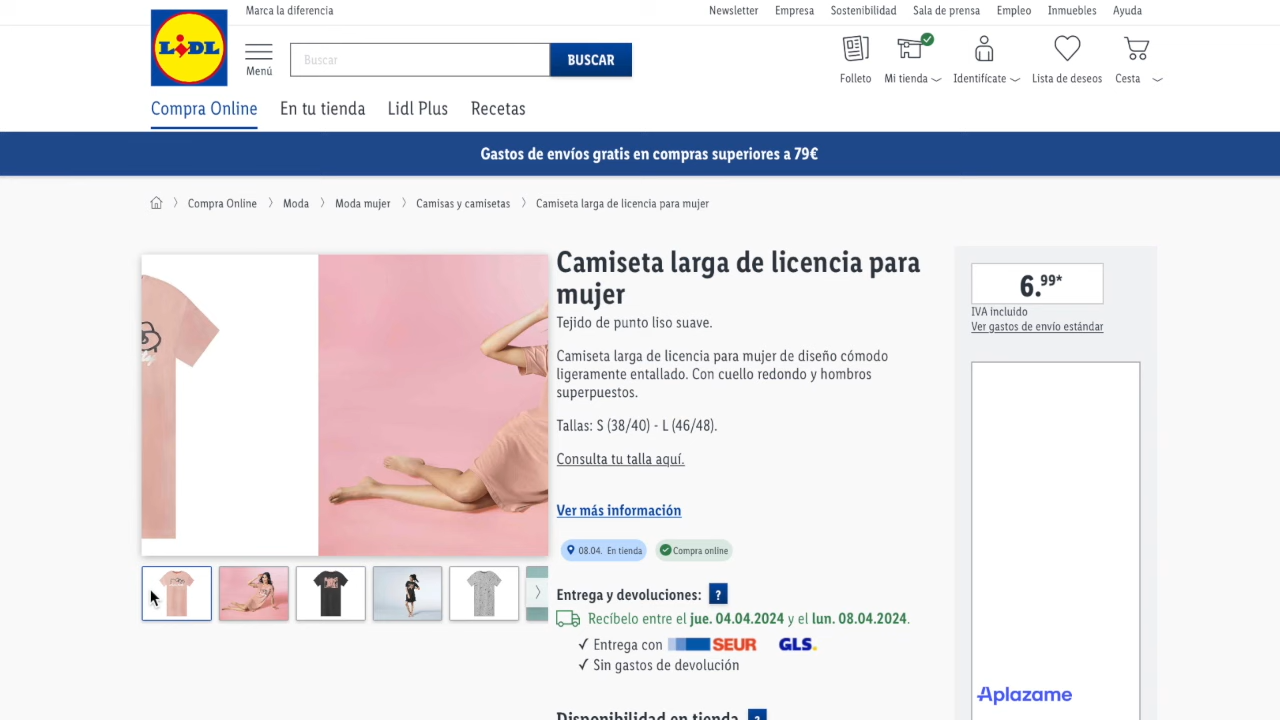 Marca la diferencia
Newsletter Empresa Sostenibilidad Sala de prensa Empleo Inmuebles Ayuda
LIDL
Menú
Buscar
BUSCAR
Folleto Mi tienda Identifícate Lista de deseos Cesta
Compra Online En tu tienda Lidl Plus Recetas
Gastos de envíos gratis en compras superiores a 79€
Compra Online Moda Moda mujer Camisas y camisetas Camiseta larga de licencia para mujer
Camiseta larga de licencia para
mujer
Tejido de punto liso suave.
Camiseta larga de licencia para mujer de diseño cómodo
ligeramente entallado. Con cuello redondo y hombros
superpuestos.
Tallas: S (38/40) - L (46/48).
Consulta tu talla aquí.
Ver más información
08.04. En tienda
Compra online
Entrega y devoluciones: ?
Recíbelo entre el jue. 04.04.2024 y el lun. 08.04.2024.
✓ Entrega con SEUR GLS.
✓ Sin gastos de devolución
Disponibilidad en tienda ?
6.99*
IVA incluido
Ver gastos de envío estándar
Aplazame